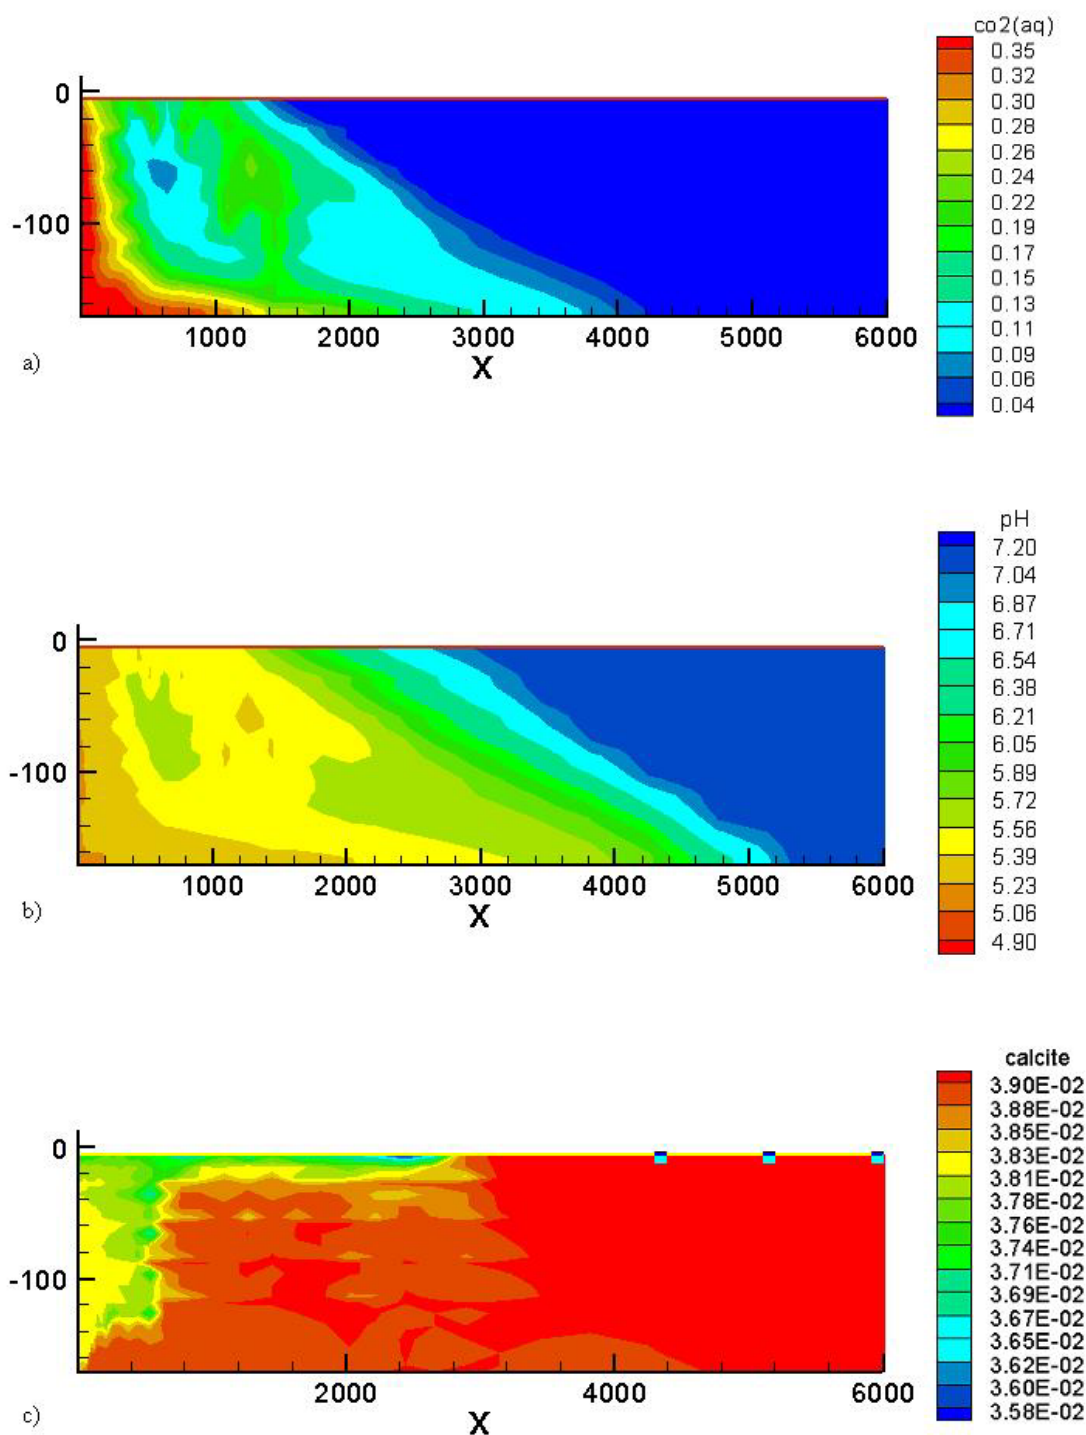 co2(aq)
0.35
0.32
0.30
0.28
0.26
0.24
0.22
0.19
0.17
0.15
0.13
0.11
0.09
0.06
0.04
0
-100
1000 2000 3000 4000 5000 6000
X
a)
pH
7.20
7.04
6.87
6.71
6.54
6.38
6.21
6.05
5.89
5.72
5.56
5.39
5.23
5.06
4.90
0
-100
1000 2000 3000 4000 5000 6000
X
b)
calcite
3.90E-02
3.88E-02
3.85E-02
3.83E-02
3.81E-02
3.78E-02
3.76E-02
3.74E-02
3.71E-02
3.69E-02
3.67E-02
3.65E-02
3.62E-02
3.60E-02
3.58E-02
0
-100
2000 4000 6000
X
c)